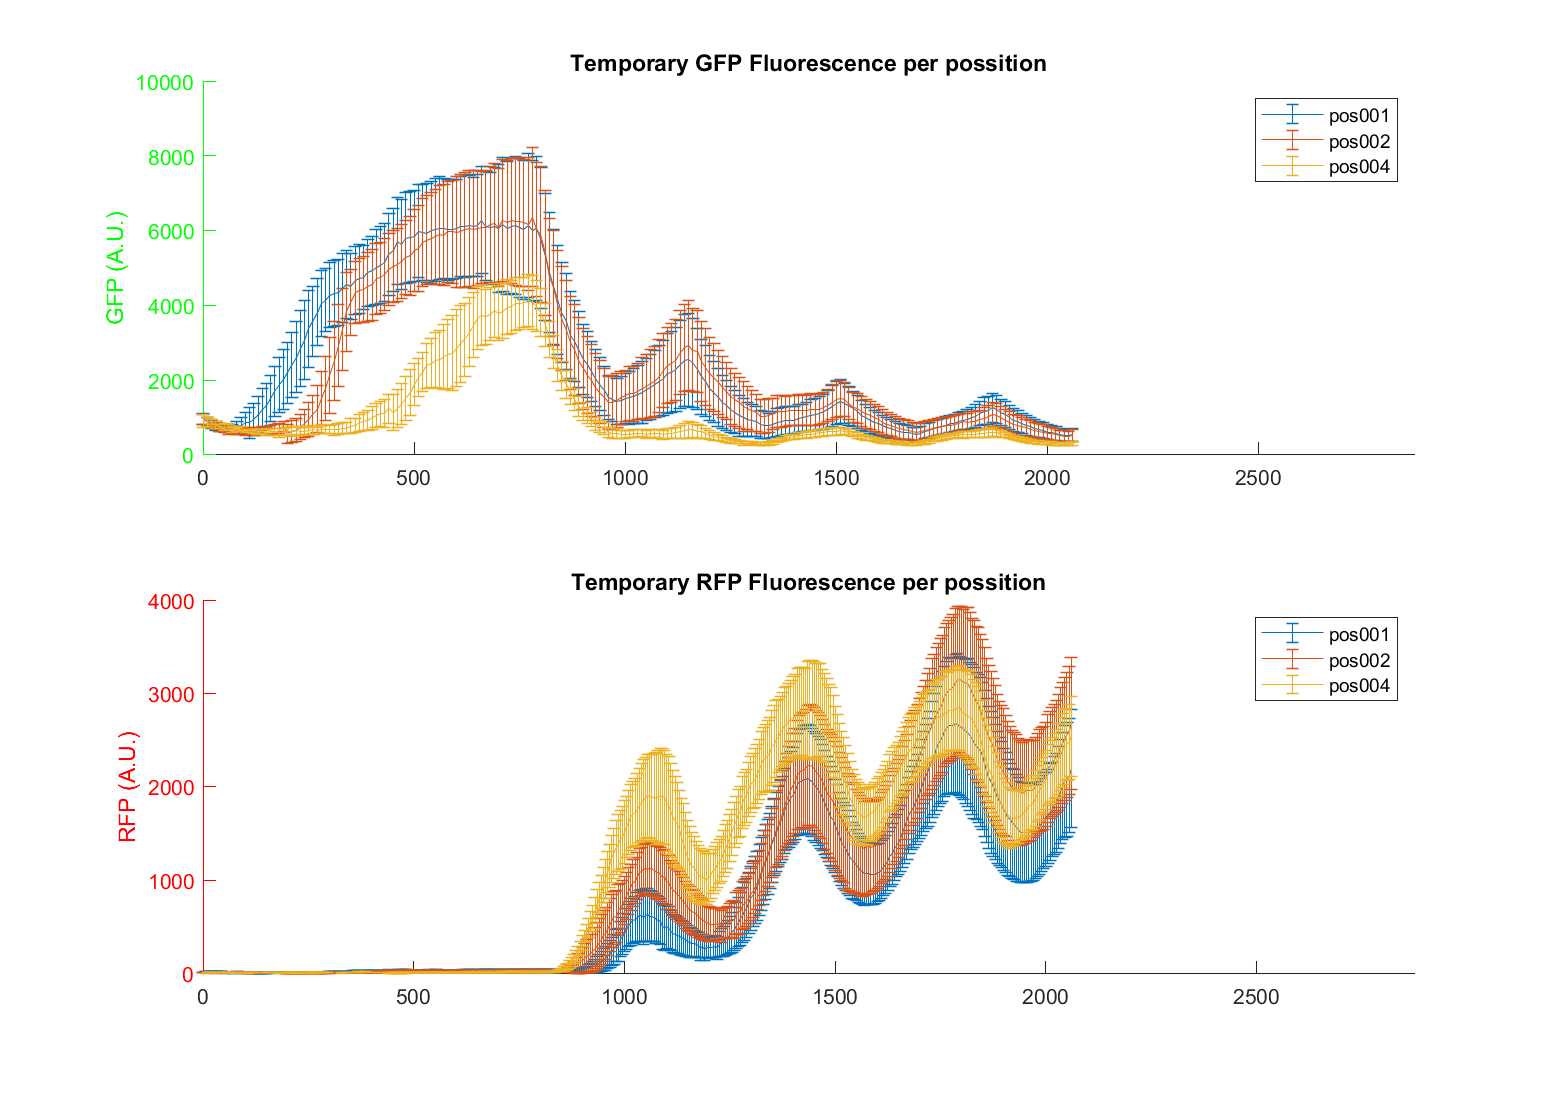 Temporary GFP Fluorescence per possition
10000
8000
6000
4000
2000
0
GFP (A.U.)
pos001
pos002
pos004
0 500 1000 1500 2000 2500
Temporary RFP Fluorescence per possition
4000
3000
2000
1000
0
RFP (A.U.)
pos001
pos002
pos004
0 500 1000 1500 2000 2500